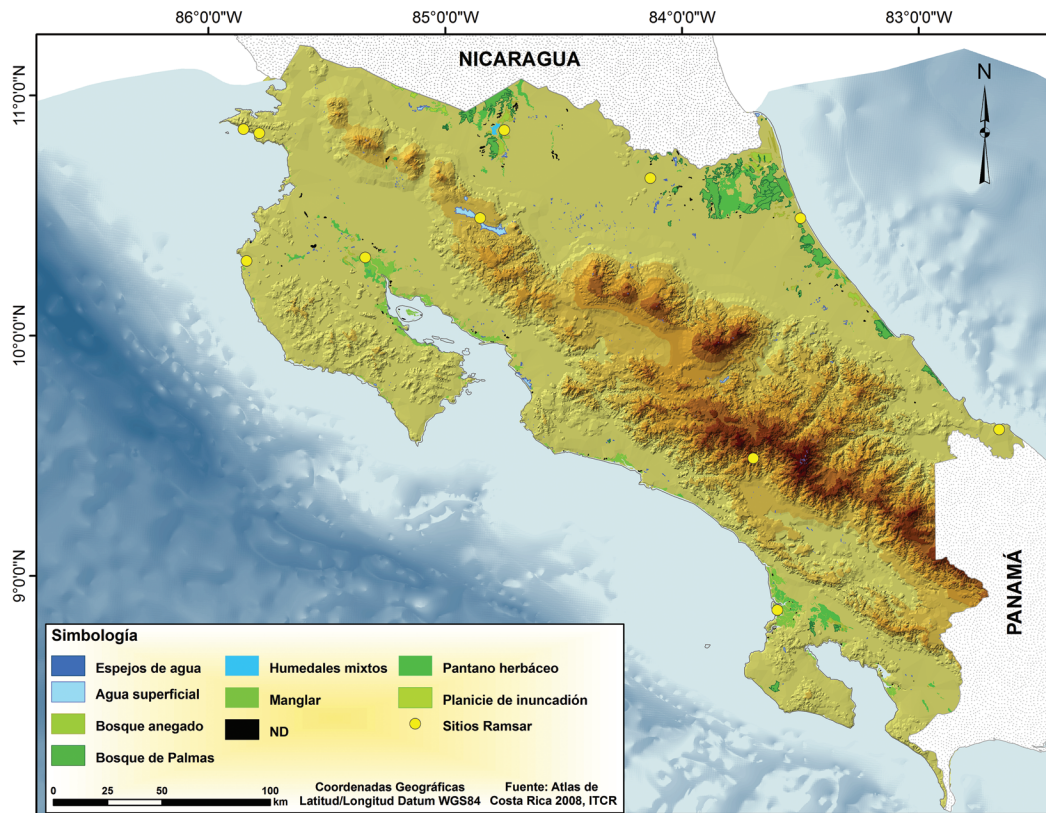 86°0'0"W 85°0'0"W 84°0'0"W 83°0'0"W
11°0'0"N
10°0'0"N
9°0'0"N
NICARAGUA
N
PANAMÁ
Simbología
Espejos de agua
Agua superficial
Bosque anegado
Bosque de Palmas
Humedales mixtos
Manglar
ND
Pantano herbáceo
Planicie de inuncadión
Sitios Ramsar
0 25 50 100
km
Coordenadas Geográficas
Latitud/Longitud Datum WGS84
Fuente: Atlas de
Costa Rica 2008, ITCR